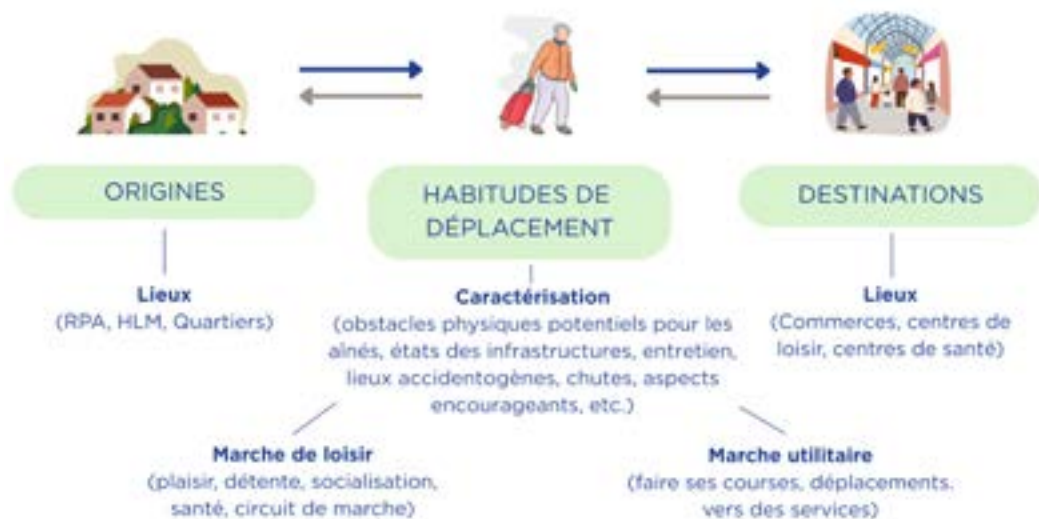 ORIGINES
HABITUDES DE
DÉPLACEMENT
DESTINATIONS
Lieux
(RPA, HLM, Quartiers)
Caractérisation
(obstacles physiques potentiels pour les
aînés, états des infrastructures, entretien,
lieux accidentogènes, chutes, aspects
encourageants, etc.)
Lieux
(Commerces, centres de
loisir, centres de santé)
Marche de loisir
(plaisir, détente, socialisation,
santé, circuit de marche)
Marche utilitaire
(faire ses courses, déplacements.
vers des services)